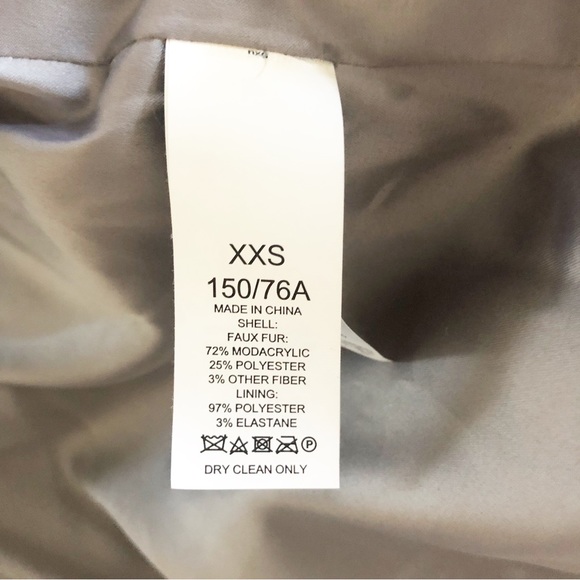 XXS
150/76A
MADE IN CHINA
SHELL:
FAUX FUR:
72% MODACRYLIC
25% POLYESTER
3% OTHER FIBER
LINING:
97% POLYESTER
3% ELASTANE
P
DRY CLEAN ONLY